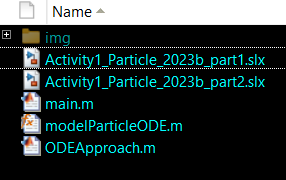 Name
img
Activity1_Particle_2023b_part1.slx
Activity1_Particle_2023b_part2.slx
main.m
modelParticleODE.m
ODEApproach.m